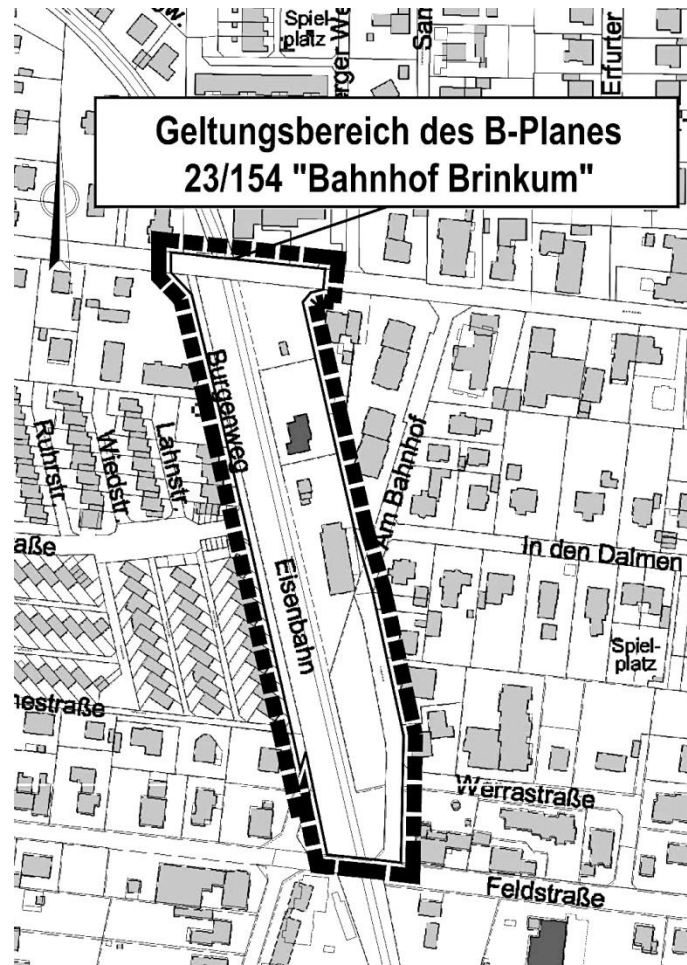 Spiel-
platz
Erfurter
Geltungsbereich des B-Planes
23/154 "Bahnhof Brinkum"
Burgenweg
Ruhrstr.
Wiedstr.
Lahnstr.
Am Bahnhof
aße
Eisenbahn
In den Dalmen
Spiel-
platz
nestraße
Werrastraße
Feldstraße